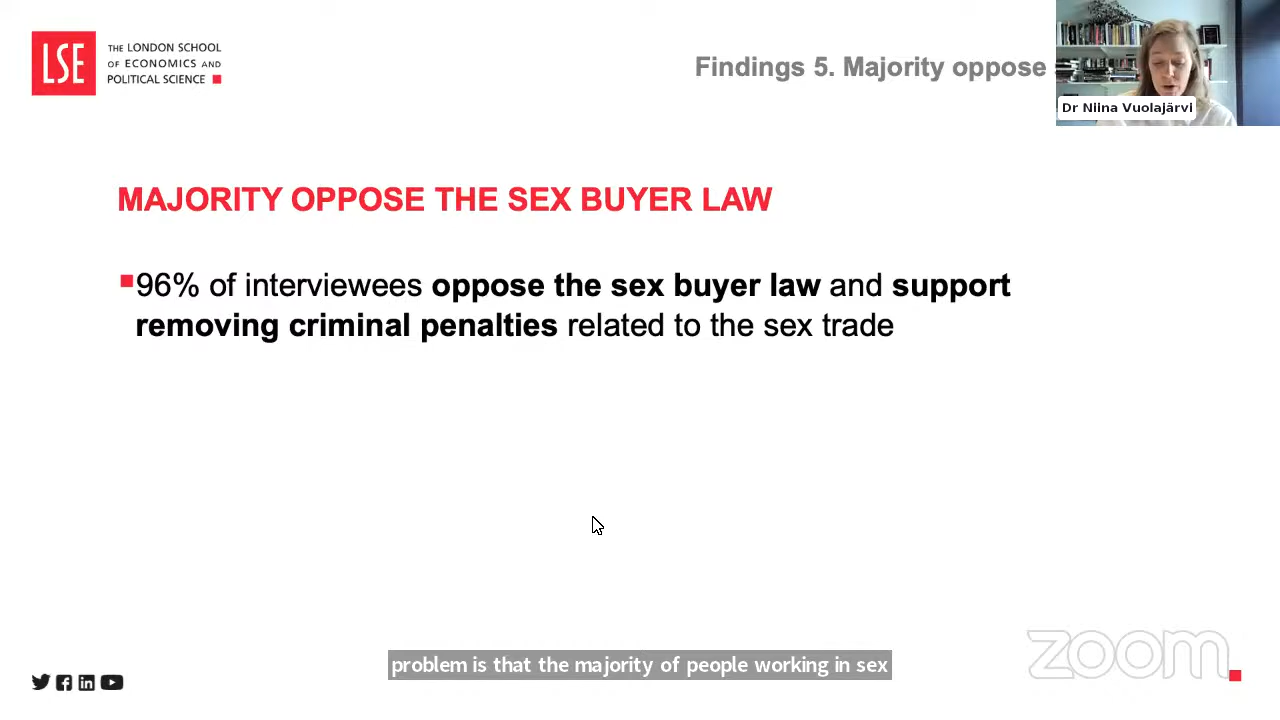 LSE
THE LONDON SCHOOL
OF ECONOMICS AND
POLITICAL SCIENCE
Findings 5. Majority oppose
Dr Niina Vuolajärvi
MAJORITY OPPOSE THE SEX BUYER LAW
96% of interviewees oppose the sex buyer law and support
removing criminal penalties related to the sex trade
problem is that the majority of people working in sex
zoom